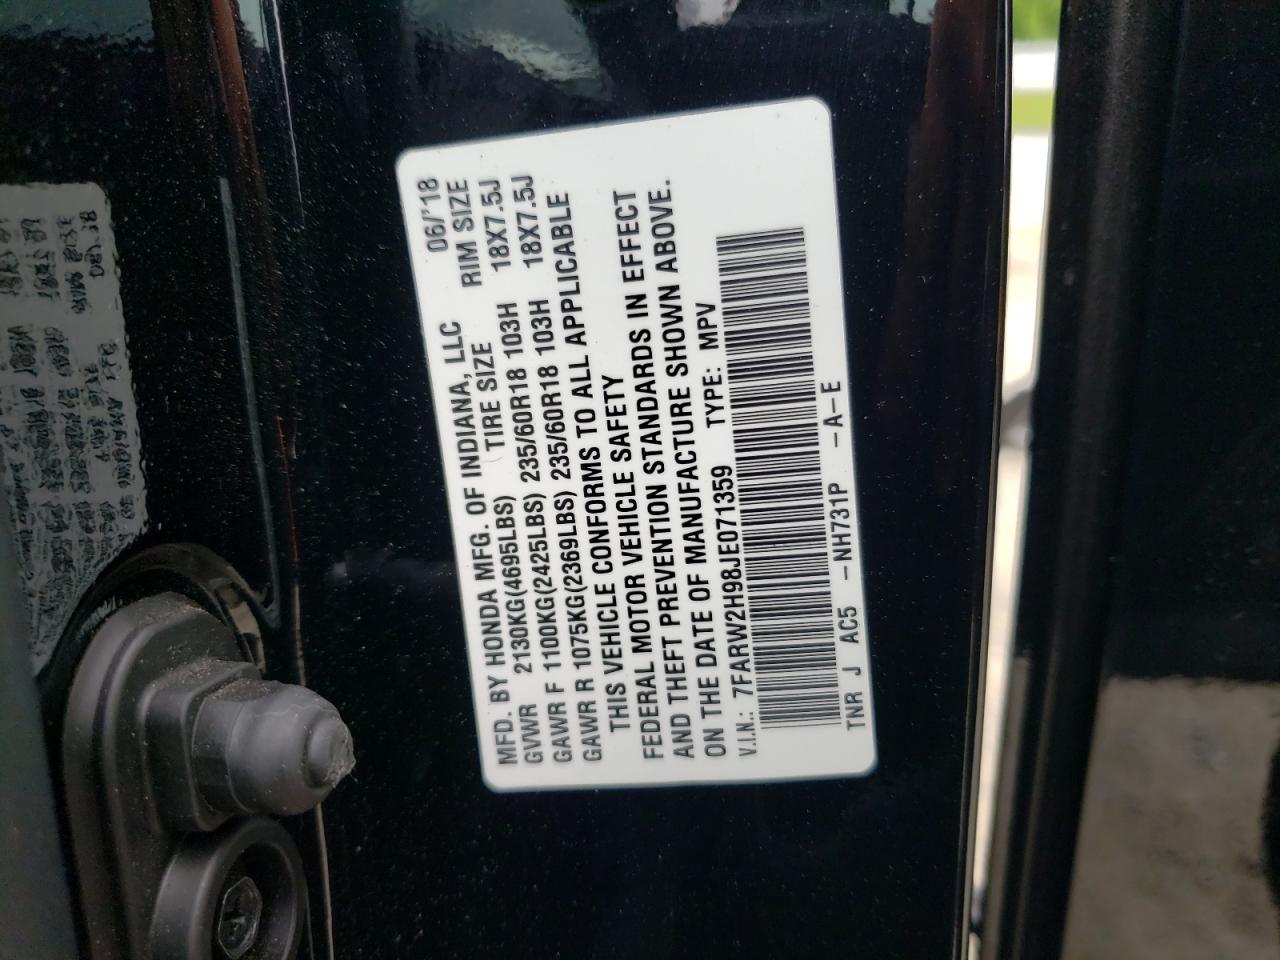 MFD. BY HONDA MFG. OF INDIANA, LLC 06/'18
TIRE SIZE RIM SIZE
GVWR 2130KG(4695LBS)
GAWR F 1100KG(2425LBS) 235/60R18 103H 18X7.5J
GAWR R 1075KG(2369LBS) 235/60R18 103H 18X7.5J
THIS VEHICLE CONFORMS TO ALL APPLICABLE
FEDERAL MOTOR VEHICLE SAFETY
AND THEFT PREVENTION STANDARDS IN EFFECT
ON THE DATE OF MANUFACTURE SHOWN ABOVE.
V.I.N.: 7FARW2H98JE071359 TYPE: MPV
TNR J AC5 -NH731P -A-E